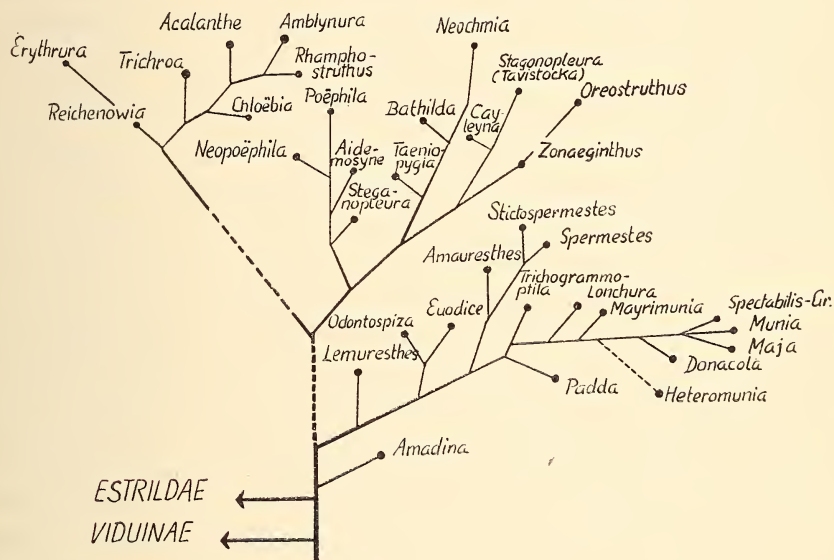 Erythrura
Acalanthe
Amblynura
Trichroa
Rhampho-
struthus
Reichenowia
Chloëbia
Poëphila
Neopoëphila
Aide-
mosyne
Stega-
nopleura
Neochmia
Bathilda
Taenio-
pygia
Cay-
leyna
Stagonopleura
(Tavistocka)
Oreostruthus
Zonaeginthus
Stictospermestes
Spermestes
Amauresthes
Trichogrammo-
ptila
Lonchura
Mayrimunia
Spectabilis-Gr.
Munia
Maja
Donacola
Heteromunia
Padda
Odontospiza
Euodice
Lemuresthes
Amadina
ESTRILDAE
VIDUINAE